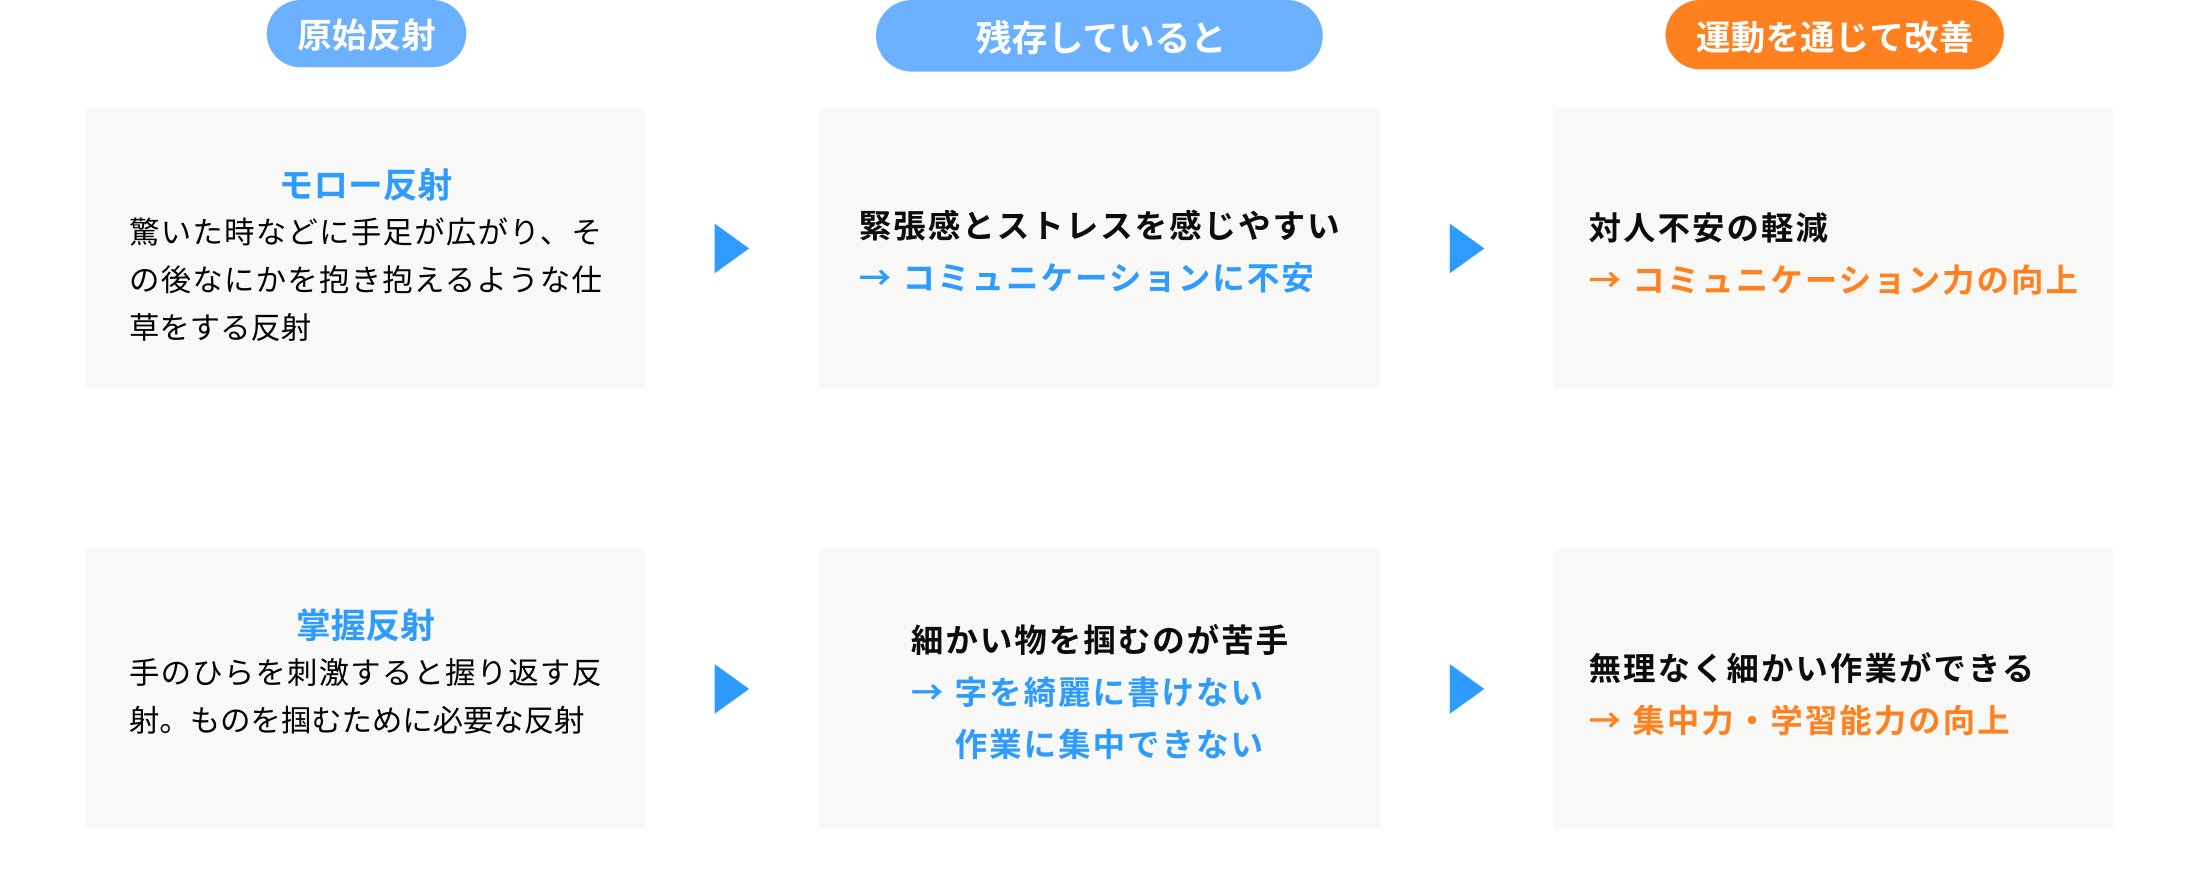 原始反射
残存していると
運動を通じて改善
モロー反射
驚いた時などに手足が広がり、そ
の後なにかを抱き抱えるような仕
草をする反射
緊張感とストレスを感じやすい
→ コミュニケーションに不安
対人不安の軽減
→ コミュニケーション力の向上
掌握反射
手のひらを刺激すると握り返す反
射。ものを掴むために必要な反射
細かい物を掴むのが苦手
→ 字を綺麗に書けない
作業に集中できない
無理なく細かい作業ができる
→ 集中力・学習能力の向上